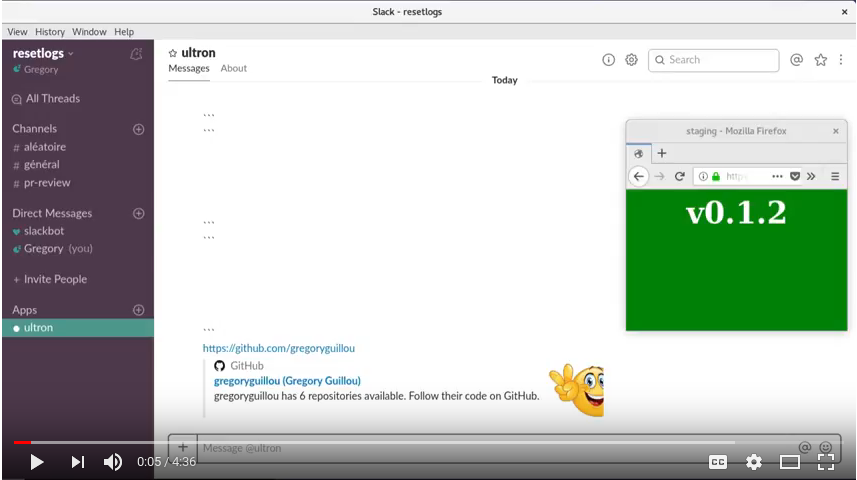 Slack - resetlogs
View History Window Help
resetlogs
Gregory
All Threads
Channels
# aléatoire
# général
# pr-review
Direct Messages
slackbot
Gregory (you)
+ Invite People
Apps
ultron
ultron
Messages About
Search
Today
```
```
```
```
```
https://github.com/gregoryguillou
GitHub
gregoryguillou (Gregory Guillou)
gregoryguillou has 6 repositories available. Follow their code on GitHub.
Message @ultron
staging - Mozilla Firefox
https:
v0.1.2
0:05 / 4:36
CC